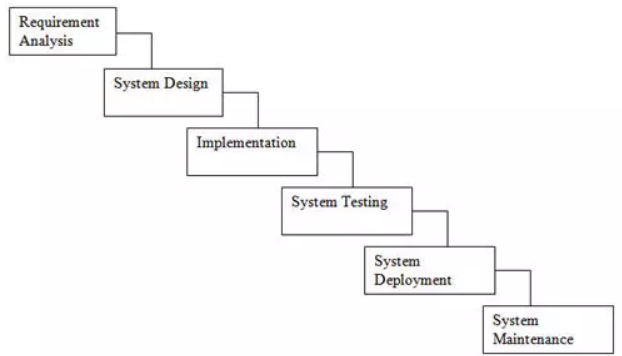 Requirement
Analysis
System Design
Implementation
System Testing
System
Deployment
System
Maintenance